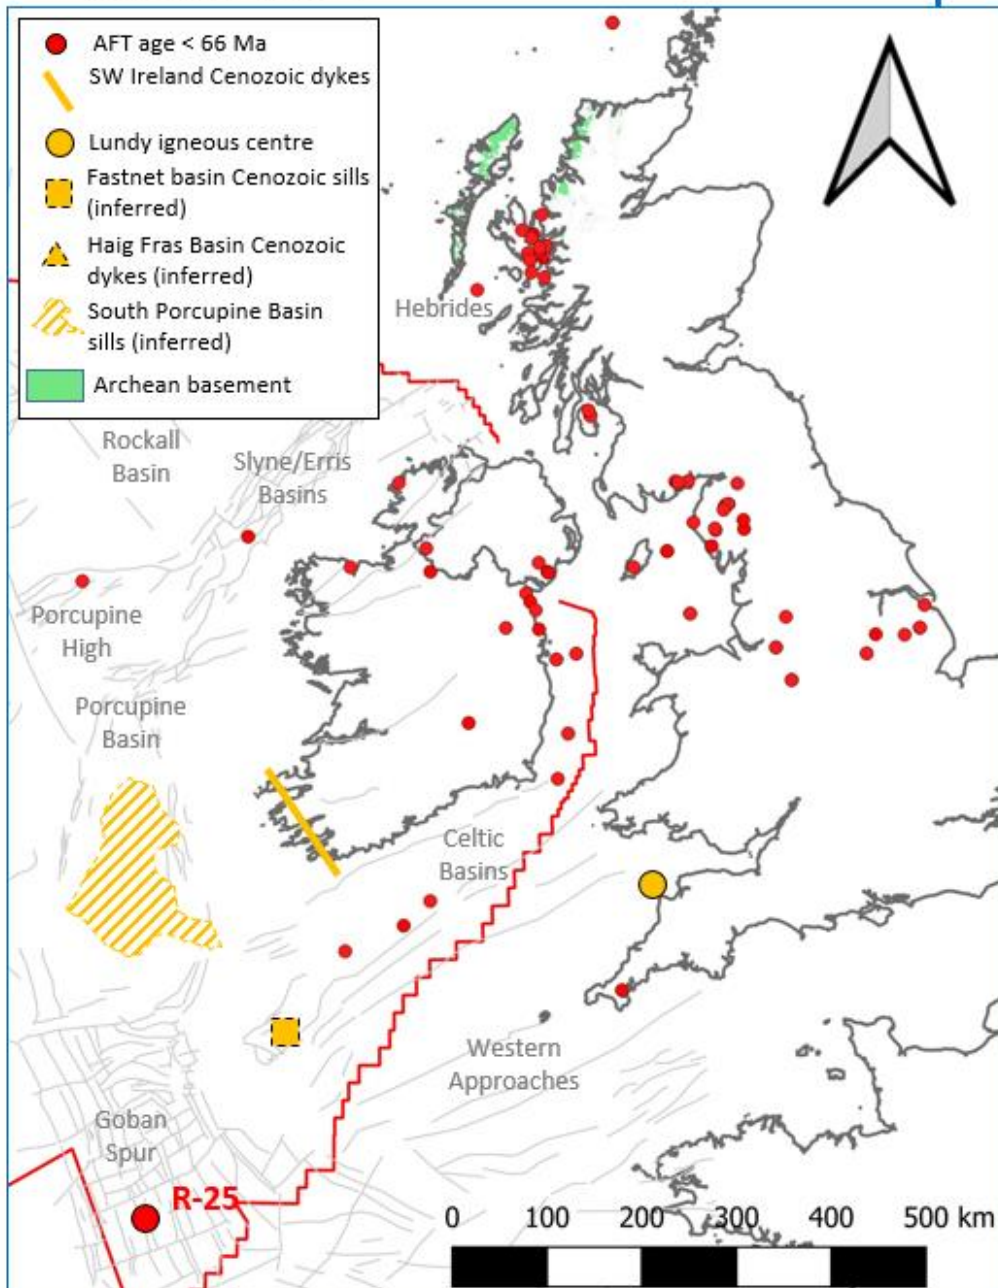 AFT age < 66 Ma
SW Ireland Cenozoic dykes
Lundy igneous centre
Fastnet basin Cenozoic sills
(inferred)
Haig Fras Basin Cenozoic
dykes (inferred)
South Porcupine Basin
sills (inferred)
Archean basement
Hebrides
Rockall
Basin
Slyne/Erris
Basins
Porcupine
High
Porcupine
Basin
Celtic
Basins
Western
Approaches
Goban
Spur
R-25
0 100 200 300 400 500 km